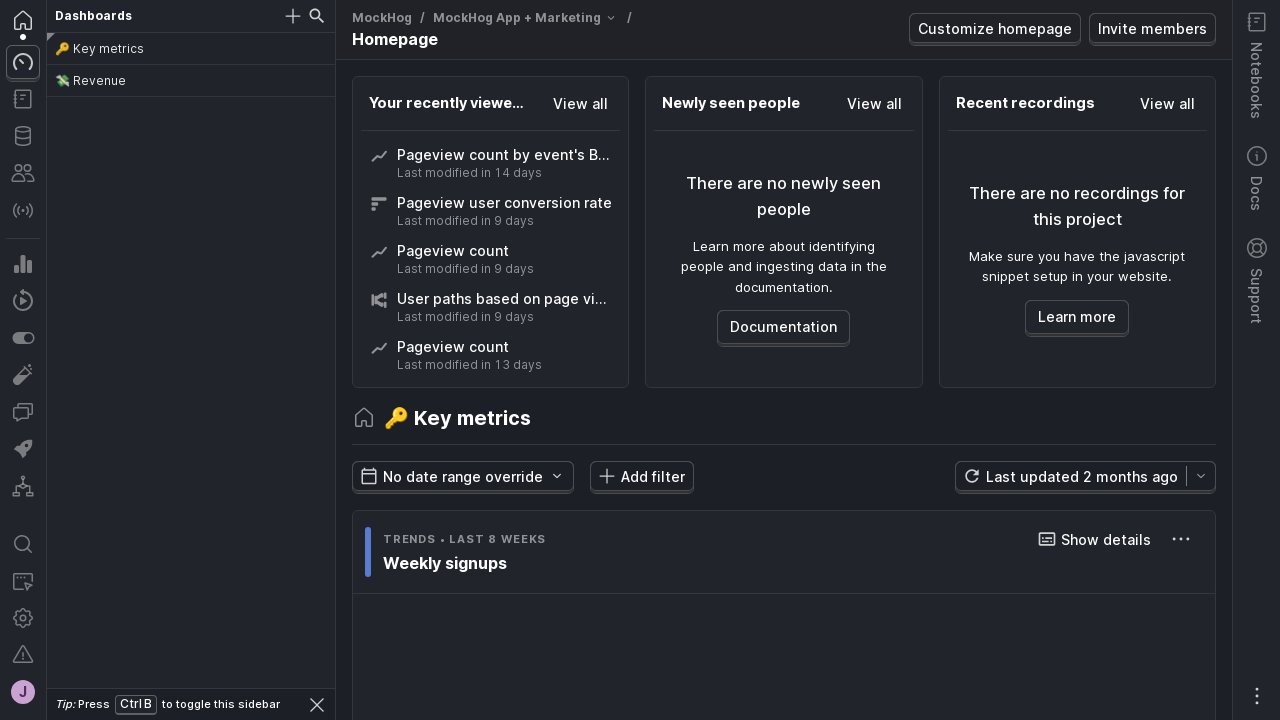 Dashboards
🔑 Key metrics
💸 Revenue
Tip: Press Ctrl B to toggle this sidebar
J
MockHog / MockHog App + Marketing /
Homepage
Customize homepage
Invite members
Your recently viewe...
View all
Pageview count by event's B...
Last modified in 14 days
Pageview user conversion rate
Last modified in 9 days
Pageview count
Last modified in 9 days
User paths based on page vi...
Last modified in 9 days
Pageview count
Last modified in 13 days
Newly seen people
View all
There are no newly seen
people
Learn more about identifying
people and ingesting data in the
documentation.
Documentation
Recent recordings
View all
There are no recordings for
this project
Make sure you have the javascript
snippet setup in your website.
Learn more
🔑 Key metrics
No date range override
Add filter
Last updated 2 months ago
TRENDS • LAST 8 WEEKS
Weekly signups
Show details
Notebooks
Docs
Support